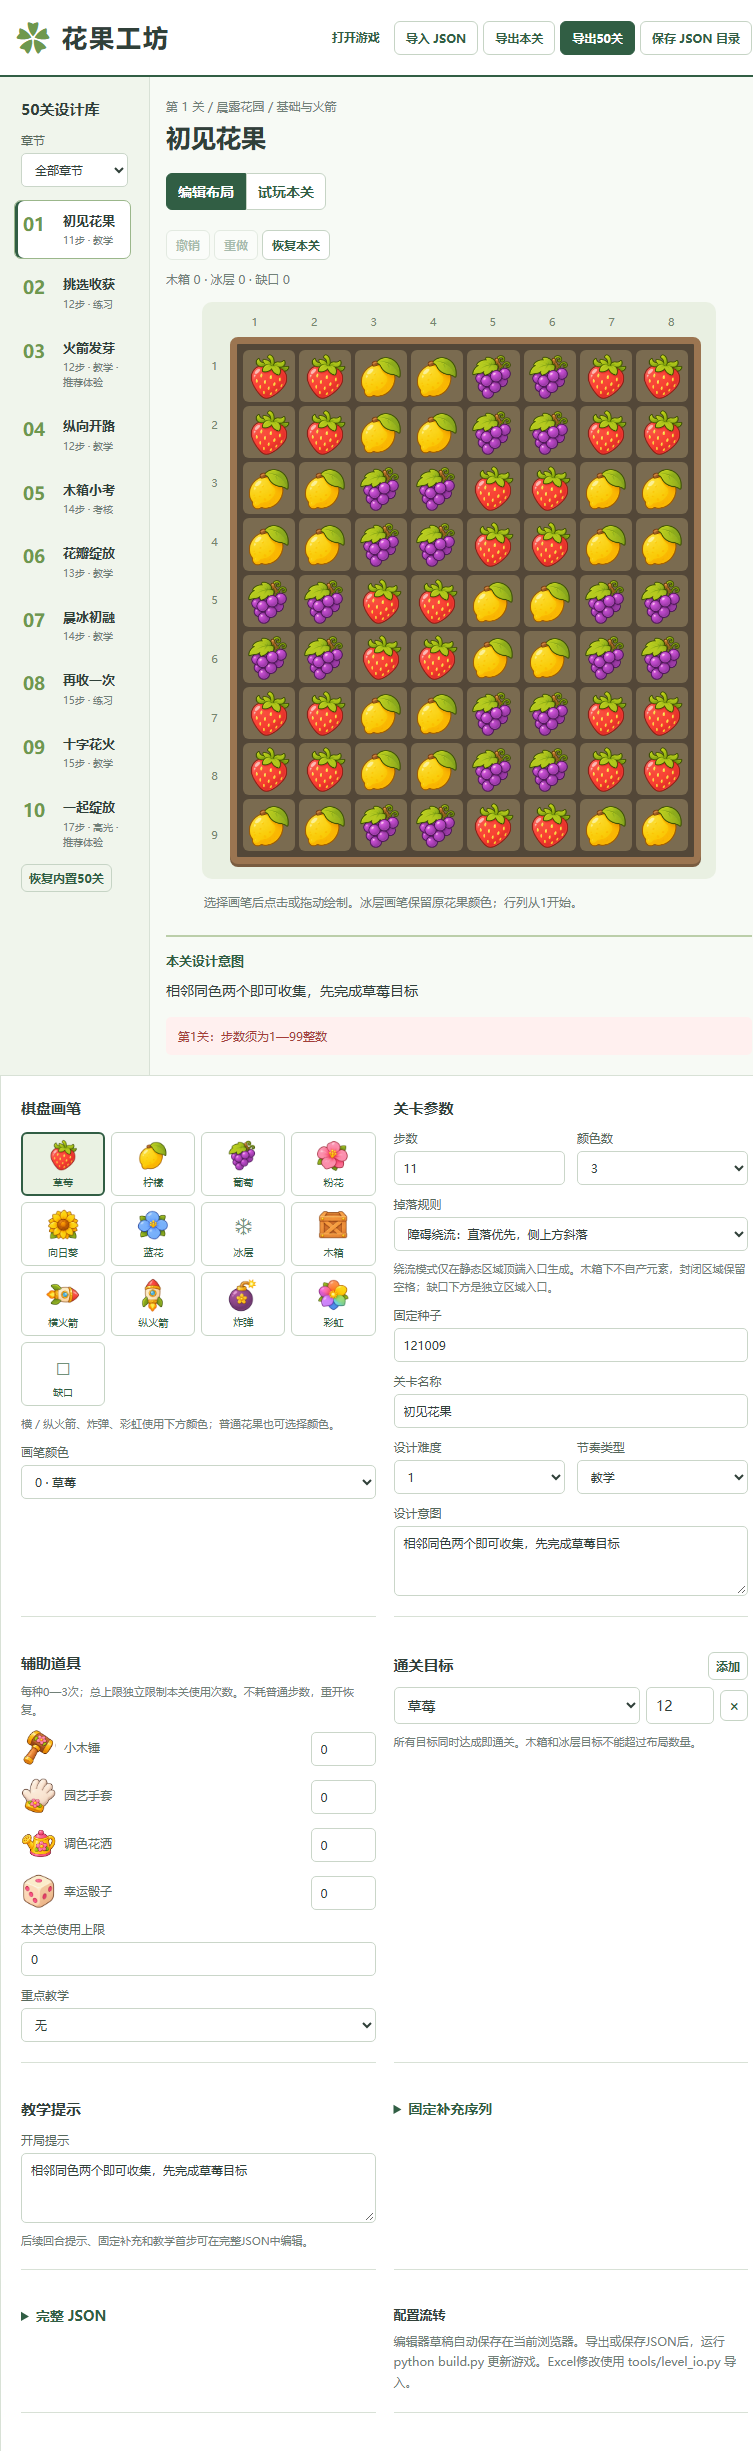 花果工坊
打开游戏 导入 JSON 导出本关 导出50关 保存 JSON 目录
50关设计库
章节
全部章节
01 初见花果
11步 · 教学
02 挑选收获
12步 · 练习
03 火箭发芽
12步 · 教学 ·
推荐体验
04 纵向开路
12步 · 教学
05 木箱小考
14步 · 考核
06 花瓣绽放
13步 · 教学
07 晨冰初融
14步 · 教学
08 再收一次
15步 · 练习
09 十字花火
15步 · 教学
10 一起绽放
17步 · 高光 ·
推荐体验
恢复内置50关
第 1 关 / 晨露花园 / 基础与火箭
初见花果
编辑布局 试玩本关
撤销 重做 恢复本关
木箱 0 · 冰层 0 · 缺口 0
1 2 3 4 5 6 7 8
1
2
3
4
5
6
7
8
9
选择画笔后点击或拖动绘制。冰层画笔保留原花果颜色；行列从1开始。
本关设计意图
相邻同色两个即可收集，先完成草莓目标
第1关：步数须为1—99整数
棋盘画笔
草莓 柠檬 葡萄 粉花
向日葵 蓝花 冰层 木箱
横火箭 纵火箭 炸弹 彩虹
缺口
横 / 纵火箭、炸弹、彩虹使用下方颜色；普通花果也可选择颜色。
画笔颜色
0 · 草莓
关卡参数
步数 颜色数
11 3
掉落规则
障碍绕流：直落优先，侧上方斜落
绕流模式仅在静态区域顶端入口生成。木箱下不自产元素，封闭区域保留
空格；缺口下方是独立区域入口。
固定种子
121009
关卡名称
初见花果
设计难度 节奏类型
1 教学
设计意图
相邻同色两个即可收集，先完成草莓目标
辅助道具
每种0—3次；总上限独立限制本关使用次数。不耗普通步数，重开恢
复。
小木锤 0
园艺手套 0
调色花洒 0
幸运骰子 0
本关总使用上限
0
重点教学
无
通关目标 添加
草莓 12 ×
所有目标同时达成即通关。木箱和冰层目标不能超过布局数量。
教学提示
开局提示
相邻同色两个即可收集，先完成草莓目标
后续回合提示、固定补充和教学首步可在完整JSON中编辑。
▶ 固定补充序列
▶ 完整 JSON
配置流转
编辑器草稿自动保存在当前浏览器。导出或保存JSON后，运行
python build.py 更新游戏。Excel修改使用 tools/level_io.py 导
入。